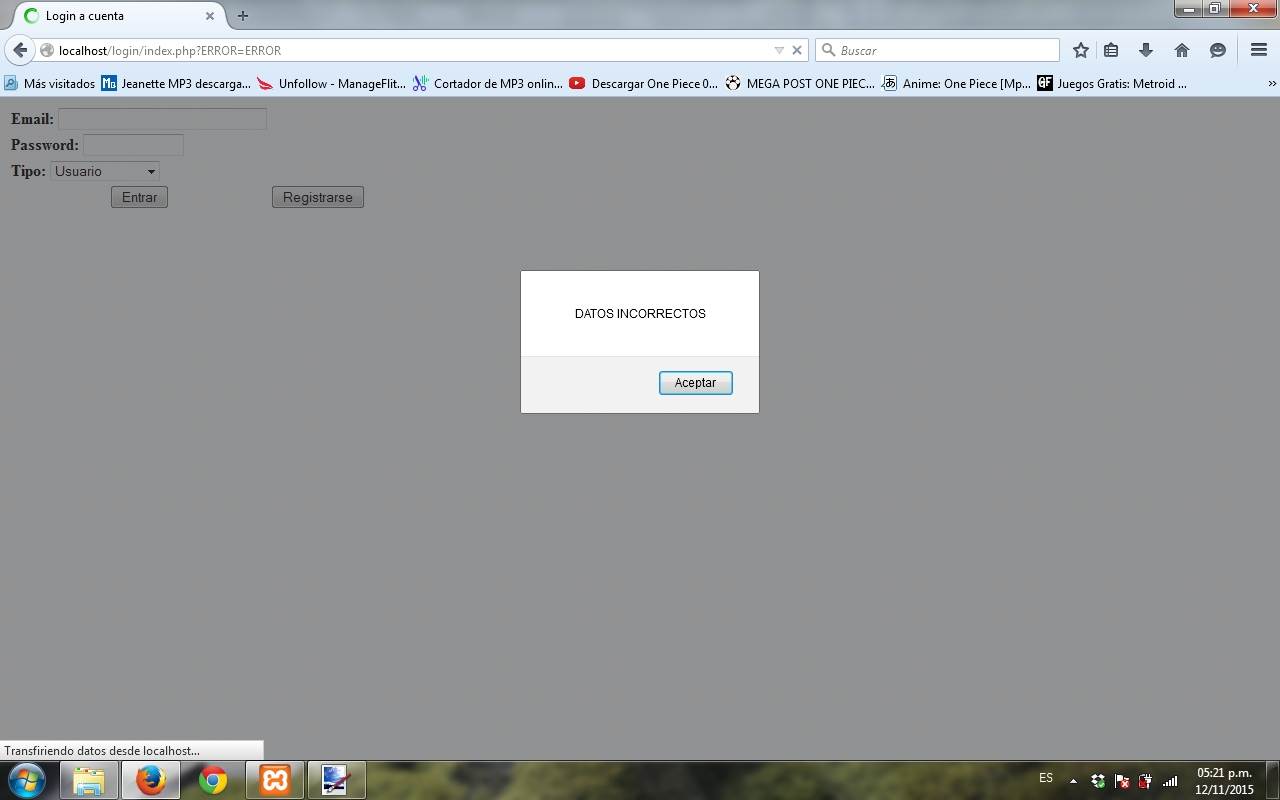 Login a cuenta
localhost/login/index.php?ERROR=ERROR
Buscar
Más visitados
Jeanette MP3 descarga...
Unfollow - ManageFlit...
Cortador de MP3 onlin...
Descargar One Piece 0...
MEGA POST ONE PIEC...
Anime: One Piece [Mp...
Juegos Gratis: Metroid ...
Email:
Password:
Tipo: Usuario
Entrar Registrarse
DATOS INCORRECTOS
Aceptar
Transfiriendo datos desde localhost...
ES
05:21 p.m.
12/11/2015